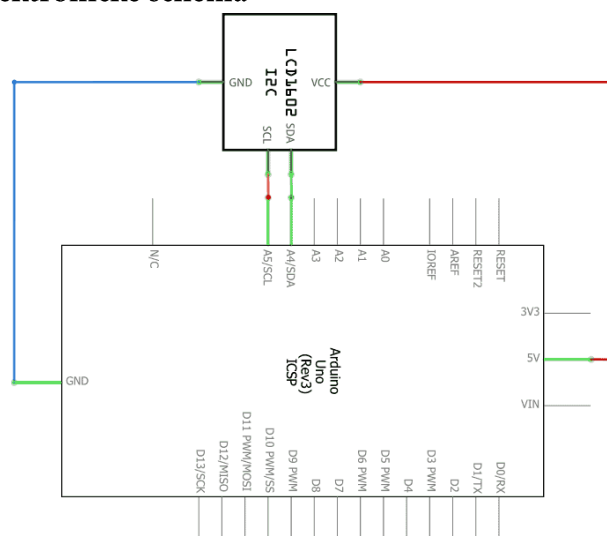 LCD1602
I2C
GND
VCC
SCL
SDA
N/C
A5/SCL
A4/SDA
A3
A2
A1
A0
IOREF
AREF
RESET2
RESET
3V3
5V
VIN
GND
Arduino
Uno
(Rev3)
ICSP
D13/SCK
D12/MISO
D11 PWM/MOSI
D10 PWM/SS
D9 PWM
D8
D7
D6 PWM
D5 PWM
D4
D3 PWM
D2
D1/TX
D0/RX